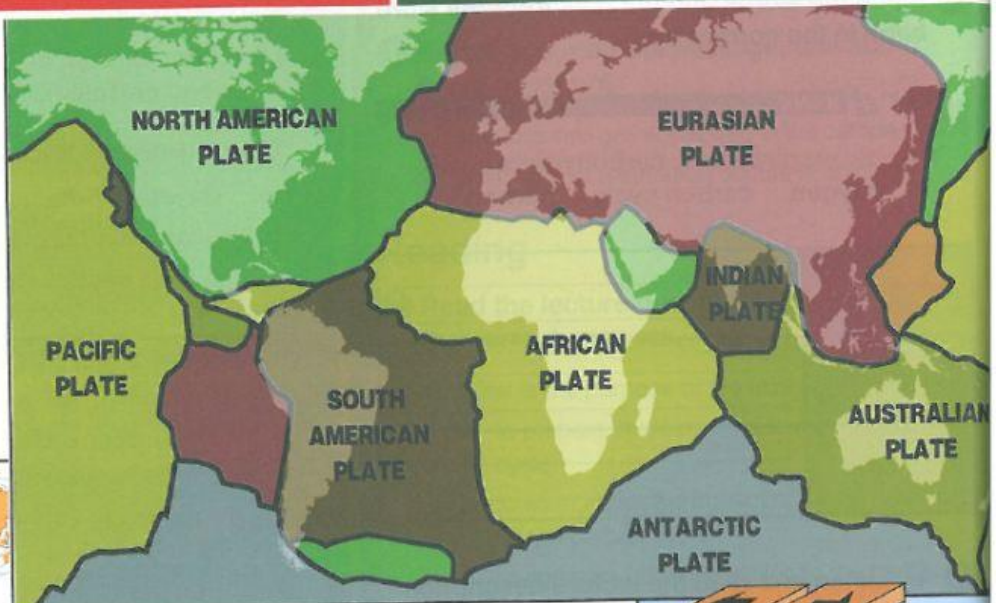 NORTH AMERICAN
PLATE
EURASIAN
PLATE
INDIAN
PLATE
PACIFIC
PLATE
AFRICAN
PLATE
SOUTH
AMERICAN
PLATE
AUSTRALIAN
PLATE
ANTARCTIC
PLATE